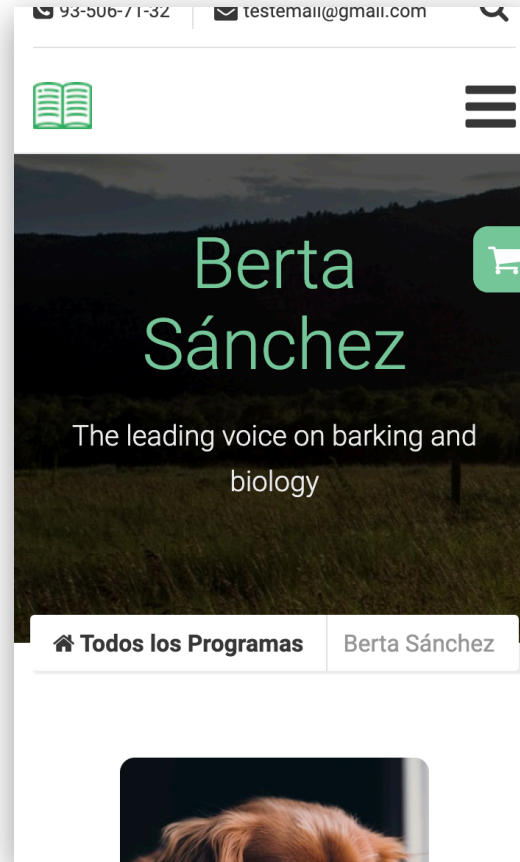 93-506-71-32 testemail@gmail.com
Berta
Sánchez
The leading voice on barking and
biology
Todos los Programas Berta Sánchez